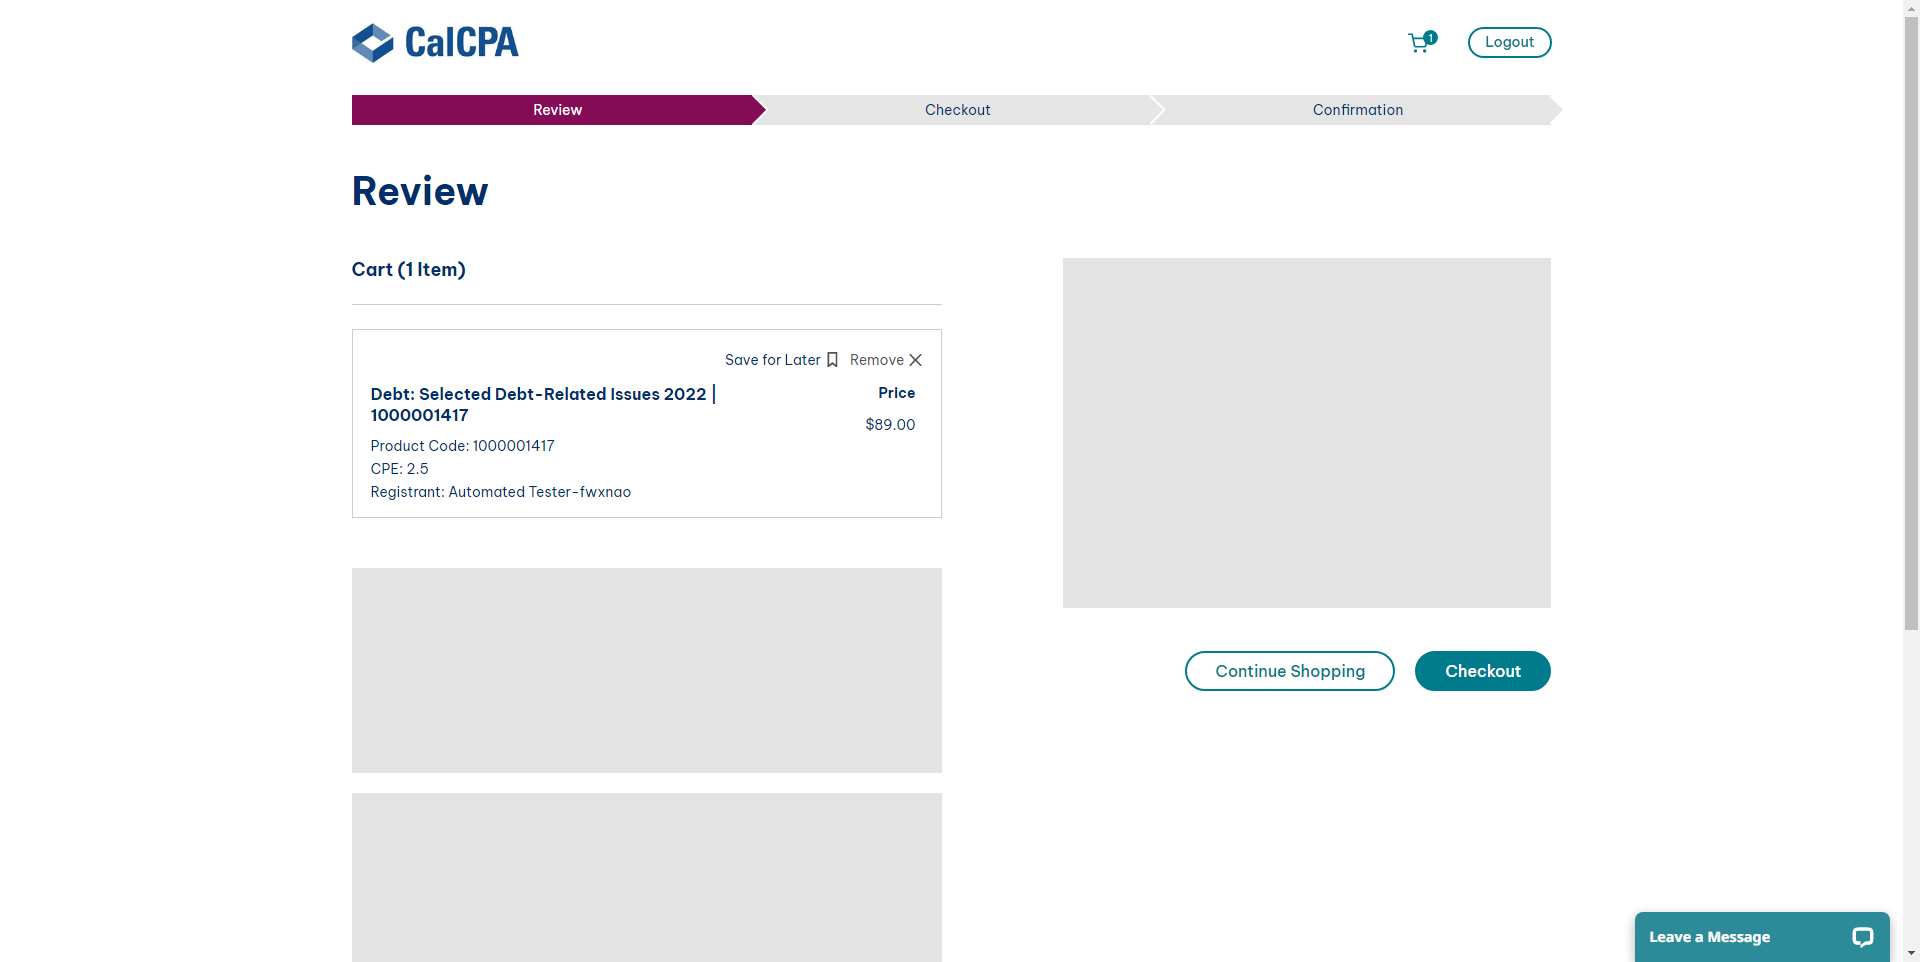 CalCPA
1
Logout
Review
Checkout
Confirmation
Review
Cart (1 Item)
Save for Later
Remove
Debt: Selected Debt-Related Issues 2022 |
1000001417
Price
$89.00
Product Code: 1000001417
CPE: 2.5
Registrant: Automated Tester-fwxnao
Continue Shopping
Checkout
Leave a Message